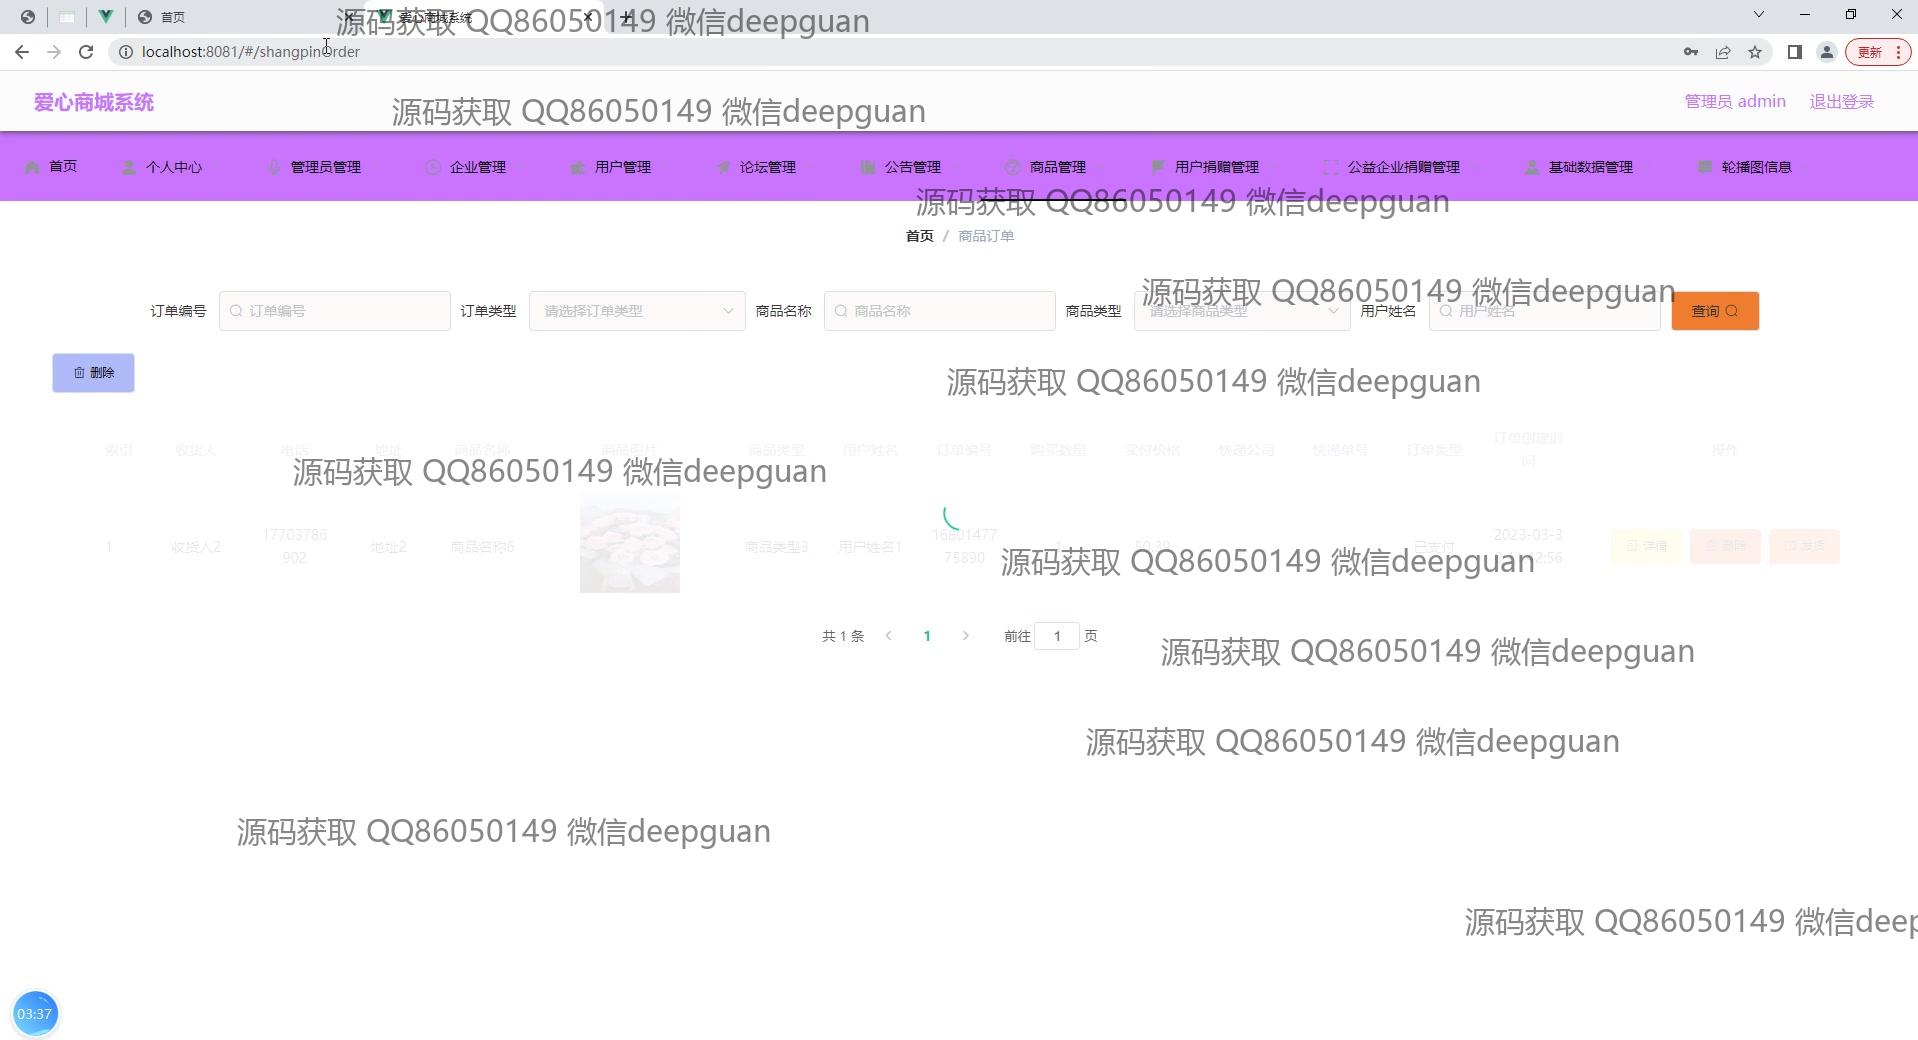 首页
爱心商城系统
源码获取 QQ86050149 微信deepguan
localhost:8081/#/shangpinOrder
更新
爱心商城系统
源码获取 QQ86050149 微信deepguan
管理员 admin
退出登录
首页 个人中心 管理员管理 企业管理 用户管理 论坛管理 公告管理 商品管理 用户捐赠管理 公益企业捐赠管理 基础数据管理 轮播图信息
源码获取 QQ86050149 微信deepguan
首页 / 商品订单
源码获取 QQ86050149 微信deepguan
订单编号 订单编号 订单类型 请选择订单类型 商品名称 商品名称 商品类型 请选择商品类型 用户姓名 用户姓名 查询
删除
源码获取 QQ86050149 微信deepguan
索引 收货人 电话 地址 商品名称 商品图片 商品类型 用户姓名 订单编号 购买数量 实付价格 快递公司 快递单号 订单类型 订单创建时间 操作
源码获取 QQ86050149 微信deepguan
1 收货人2 17703786902 地址2 商品名称6 商品类型3 用户姓名1 1680147775890 已支付 2023-03-3 详情 删除 发货
源码获取 QQ86050149 微信deepguan
共 1 条 1 前往 1 页
源码获取 QQ86050149 微信deepguan
源码获取 QQ86050149 微信deepguan
源码获取 QQ86050149 微信deepguan
源码获取 QQ86050149 微信deep
03:37